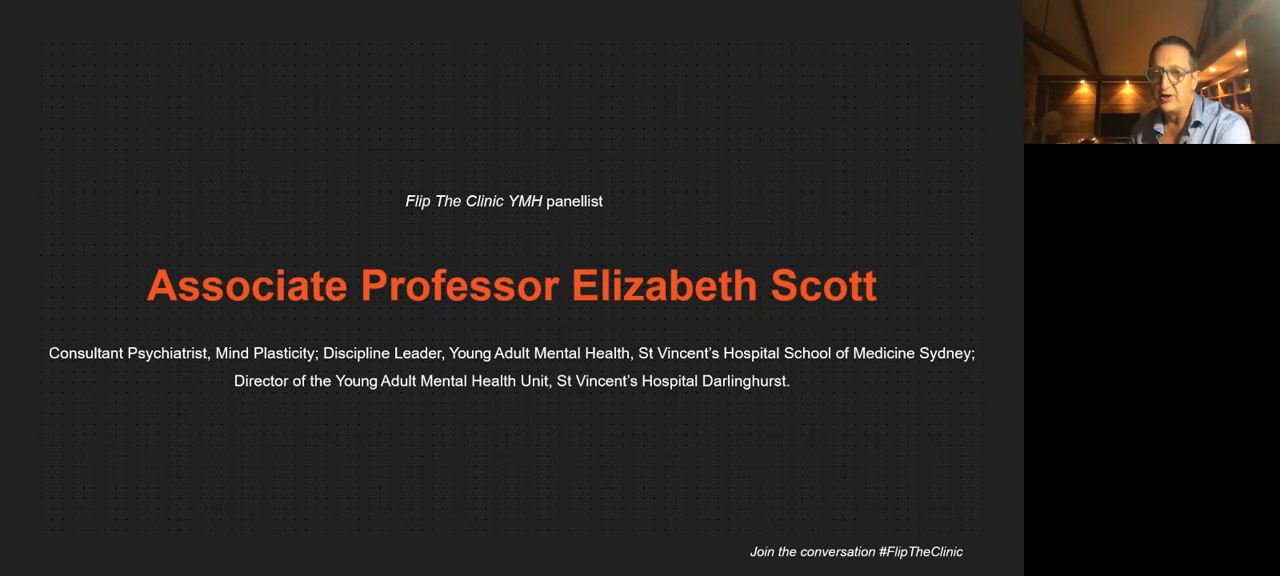 Flip The Clinic YMH panellist
Associate Professor Elizabeth Scott
Consultant Psychiatrist, Mind Plasticity; Discipline Leader, Young Adult Mental Health, St Vincent’s Hospital School of Medicine Sydney;
Director of the Young Adult Mental Health Unit, St Vincent’s Hospital Darlinghurst.
Join the conversation #FlipTheClinic